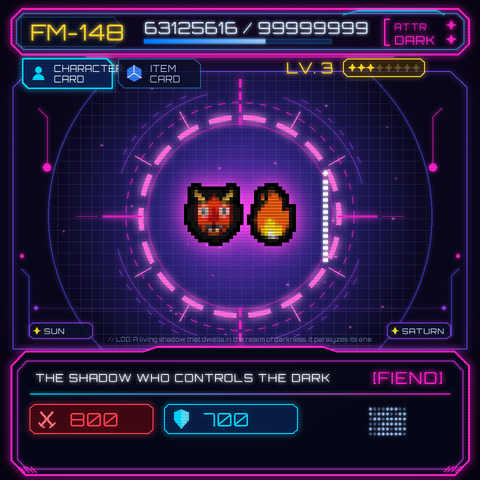 FM-148
63125616 / 99999999
ATTR
DARK
CHARACTER
CARD
ITEM
CARD
LV. 3
SUN
SATURN
// LOG: A living shadow that dwells in the realm of darkness. It paralyzes its ene
THE SHADOW WHO CONTROLS THE DARK
[FIEND]
800
700